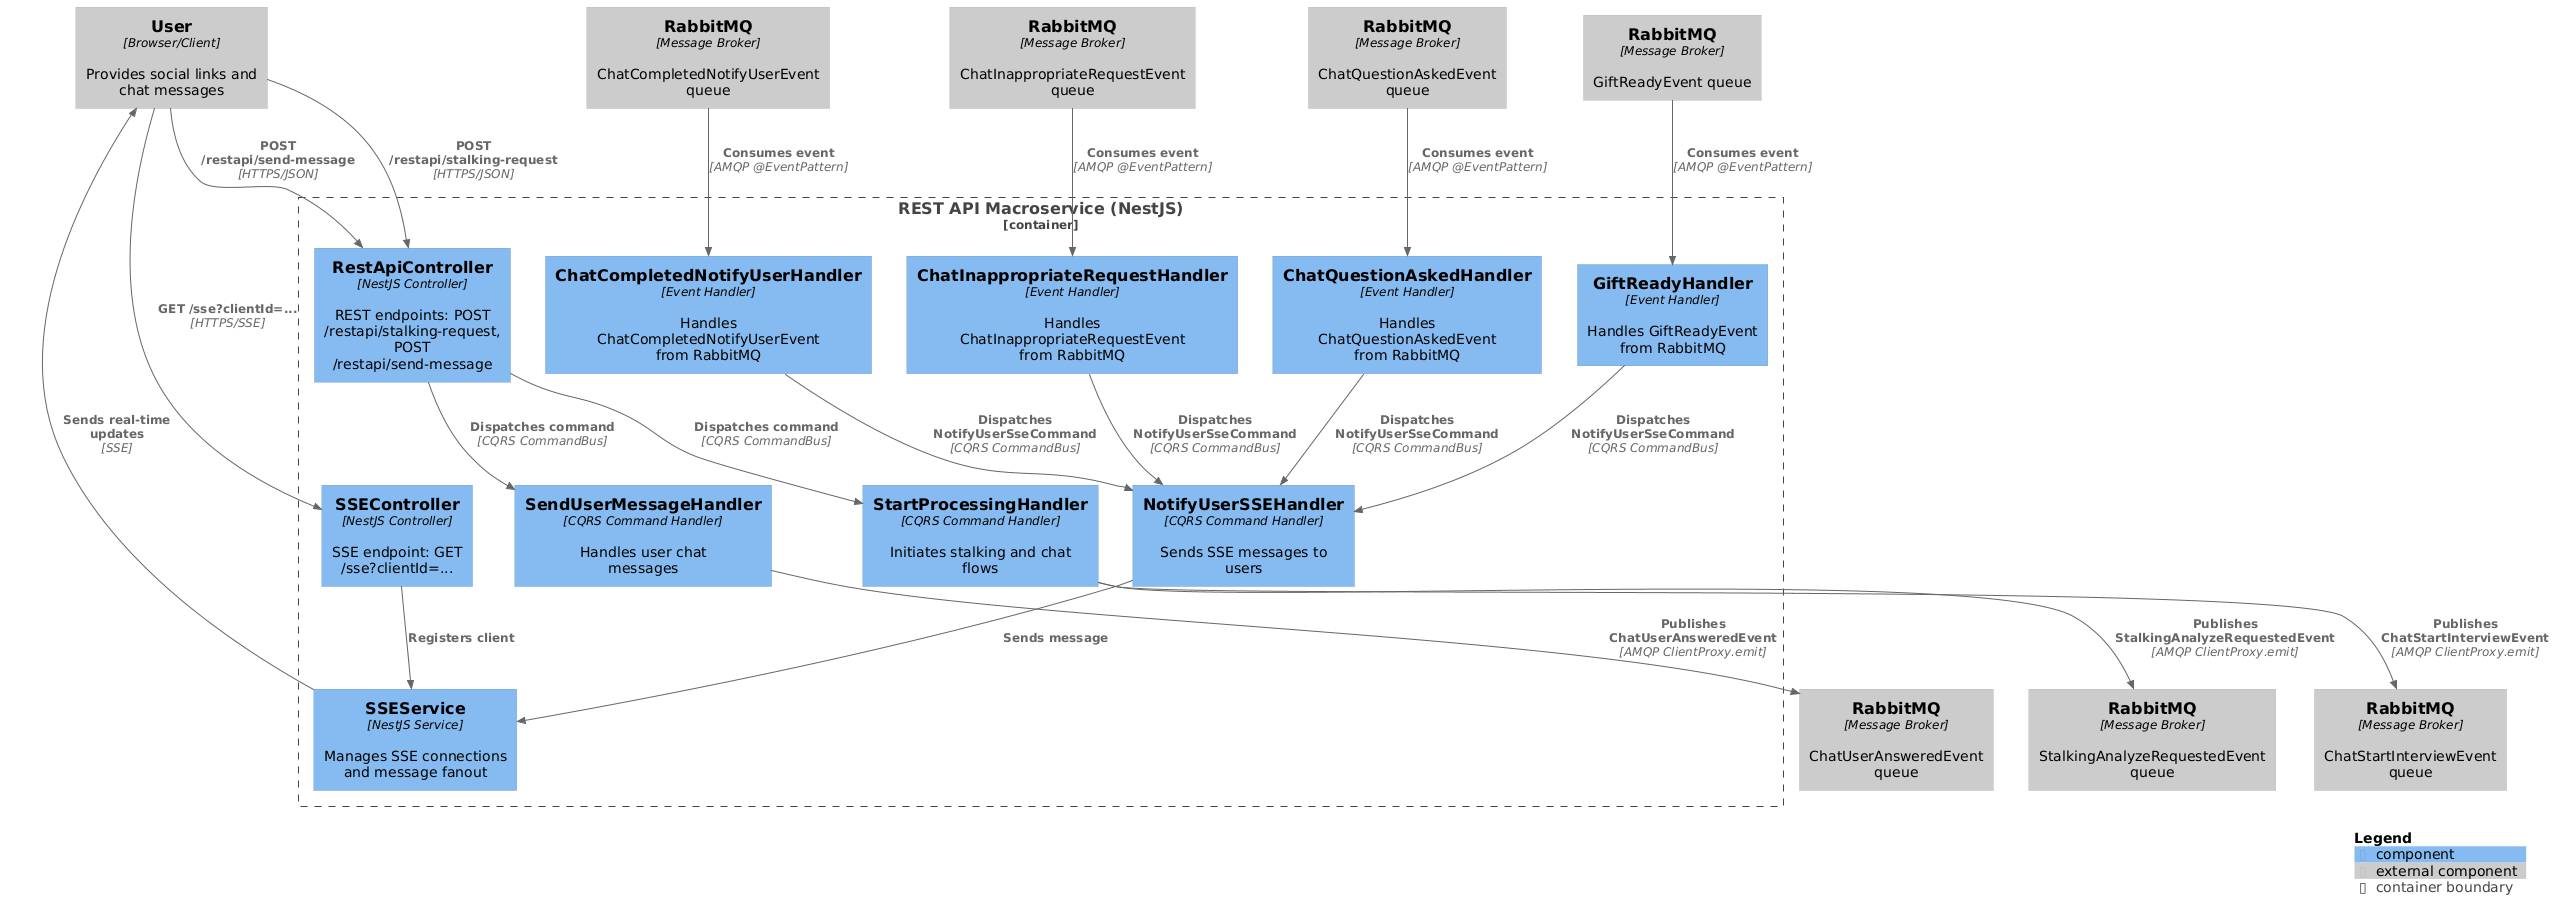 User
[Browser/Client]
Provides social links and
chat messages
RabbitMQ
[Message Broker]
ChatCompletedNotifyUserEvent
queue
RabbitMQ
[Message Broker]
ChatInappropriateRequestEvent
queue
RabbitMQ
[Message Broker]
ChatQuestionAskedEvent
queue
RabbitMQ
[Message Broker]
GiftReadyEvent queue
POST
/restapi/send-message
[HTTPS/JSON]
POST
/restapi/stalking-request
[HTTPS/JSON]
Consumes event
[AMQP @EventPattern]
Consumes event
[AMQP @EventPattern]
Consumes event
[AMQP @EventPattern]
Consumes event
[AMQP @EventPattern]
REST API Macroservice (NestJS)
[container]
RestApiController
[NestJS Controller]
REST endpoints: POST
/restapi/stalking-request,
POST
/restapi/send-message
ChatCompletedNotifyUserHandler
[Event Handler]
Handles
ChatCompletedNotifyUserEvent
from RabbitMQ
ChatInappropriateRequestHandler
[Event Handler]
Handles
ChatInappropriateRequestEvent
from RabbitMQ
ChatQuestionAskedHandler
[Event Handler]
Handles
ChatQuestionAskedEvent
from RabbitMQ
GiftReadyHandler
[Event Handler]
Handles GiftReadyEvent
from RabbitMQ
GET /sse?clientId=...
[HTTPS/SSE]
Sends real-time
updates
[SSE]
Dispatches command
[CQRS CommandBus]
Dispatches command
[CQRS CommandBus]
Dispatches
NotifyUserSseCommand
[CQRS CommandBus]
Dispatches
NotifyUserSseCommand
[CQRS CommandBus]
Dispatches
NotifyUserSseCommand
[CQRS CommandBus]
Dispatches
NotifyUserSseCommand
[CQRS CommandBus]
SSEController
[NestJS Controller]
SSE endpoint: GET
/sse?clientId=...
SendUserMessageHandler
[CQRS Command Handler]
Handles user chat
messages
StartProcessingHandler
[CQRS Command Handler]
Initiates stalking and chat
flows
NotifyUserSSEHandler
[CQRS Command Handler]
Sends SSE messages to
users
Registers client
Sends message
Publishes
ChatUserAnsweredEvent
[AMQP ClientProxy.emit]
Publishes
StalkingAnalyzeRequestedEvent
[AMQP ClientProxy.emit]
Publishes
ChatStartInterviewEvent
[AMQP ClientProxy.emit]
SSEService
[NestJS Service]
Manages SSE connections
and message fanout
RabbitMQ
[Message Broker]
ChatUserAnsweredEvent
queue
RabbitMQ
[Message Broker]
StalkingAnalyzeRequestedEvent
queue
RabbitMQ
[Message Broker]
ChatStartInterviewEvent
queue
Legend
component
external component
container boundary